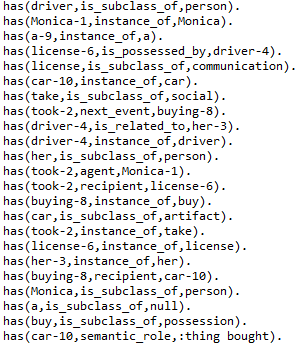 has(driver,is_subclass_of,person).
has(Monica-1,instance_of,Monica).
has(a-9,instance_of,a).
has(license-6,is_possessed_by,driver-4).
has(license,is_subclass_of,communication).
has(car-10,instance_of,car).
has(take,is_subclass_of,social).
has(took-2,next_event,buying-8).
has(driver-4,is_related_to,her-3).
has(driver-4,instance_of,driver).
has(her,is_subclass_of,person).
has(took-2,agent,Monica-1).
has(took-2,recipient,license-6).
has(buying-8,instance_of,buy).
has(car,is_subclass_of,artifact).
has(took-2,instance_of,take).
has(license-6,instance_of,license).
has(her-3,instance_of,her).
has(buying-8,recipient,car-10).
has(Monica,is_subclass_of,person).
has(a,is_subclass_of,null).
has(buy,is_subclass_of,possession).
has(car-10,semantic_role,:thing bought).